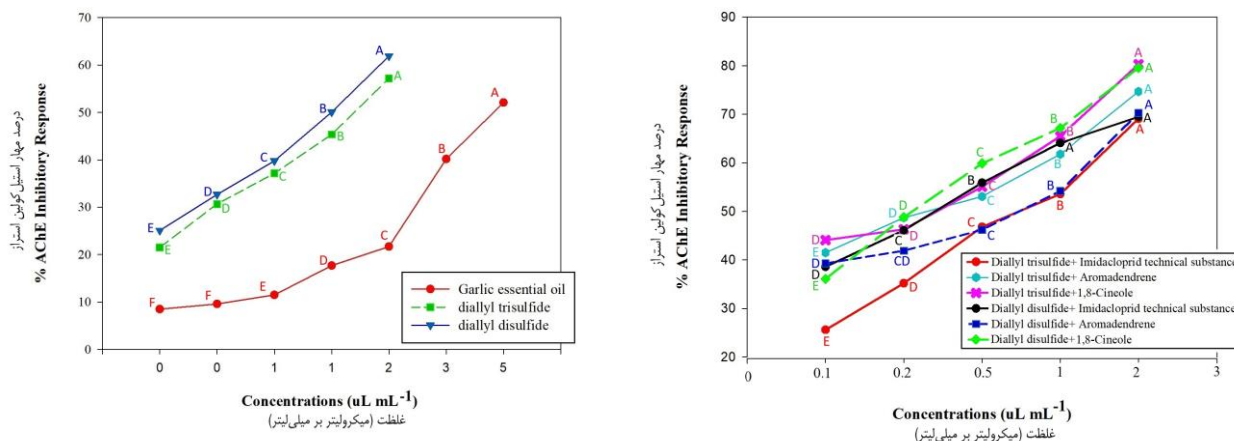 70
60
50
40
30
20
10
0
درصد مهار استیل کولین استراز
% AChE Inhibitory Response
E
D
C
B
A
E
D
C
B
A
F
F
E
D
C
B
A
Garlic essential oil
diallyl trisulfide
diallyl disulfide
0 0 1 1 2 3 5
Concentrations (uL mL-1)
غلظت (میکرولیتر بر میلی‌لیتر)
90
80
70
60
50
40
30
20
درصد مهار استیل کولین استراز
% AChE Inhibitory Response
A
A
A
A
A
A
B
B
A
B
B
B
C
B
C
C
C
C
D
D
D
C
CD
D
D
E
D
D
E
E
Diallyl trisulfide+ Imidacloprid technical substance
Diallyl trisulfide+ Aromadendrene
Diallyl trisulfide+1,8-Cineole
Diallyl disulfide+ Imidacloprid technical substance
Diallyl disulfide+ Aromadendrene
Diallyl disulfide+1,8-Cineole
0 0.1 0.2 0.5 1 2 3
Concentrations (uL mL-1)
غلظت (میکرولیتر بر میلی‌لیتر)